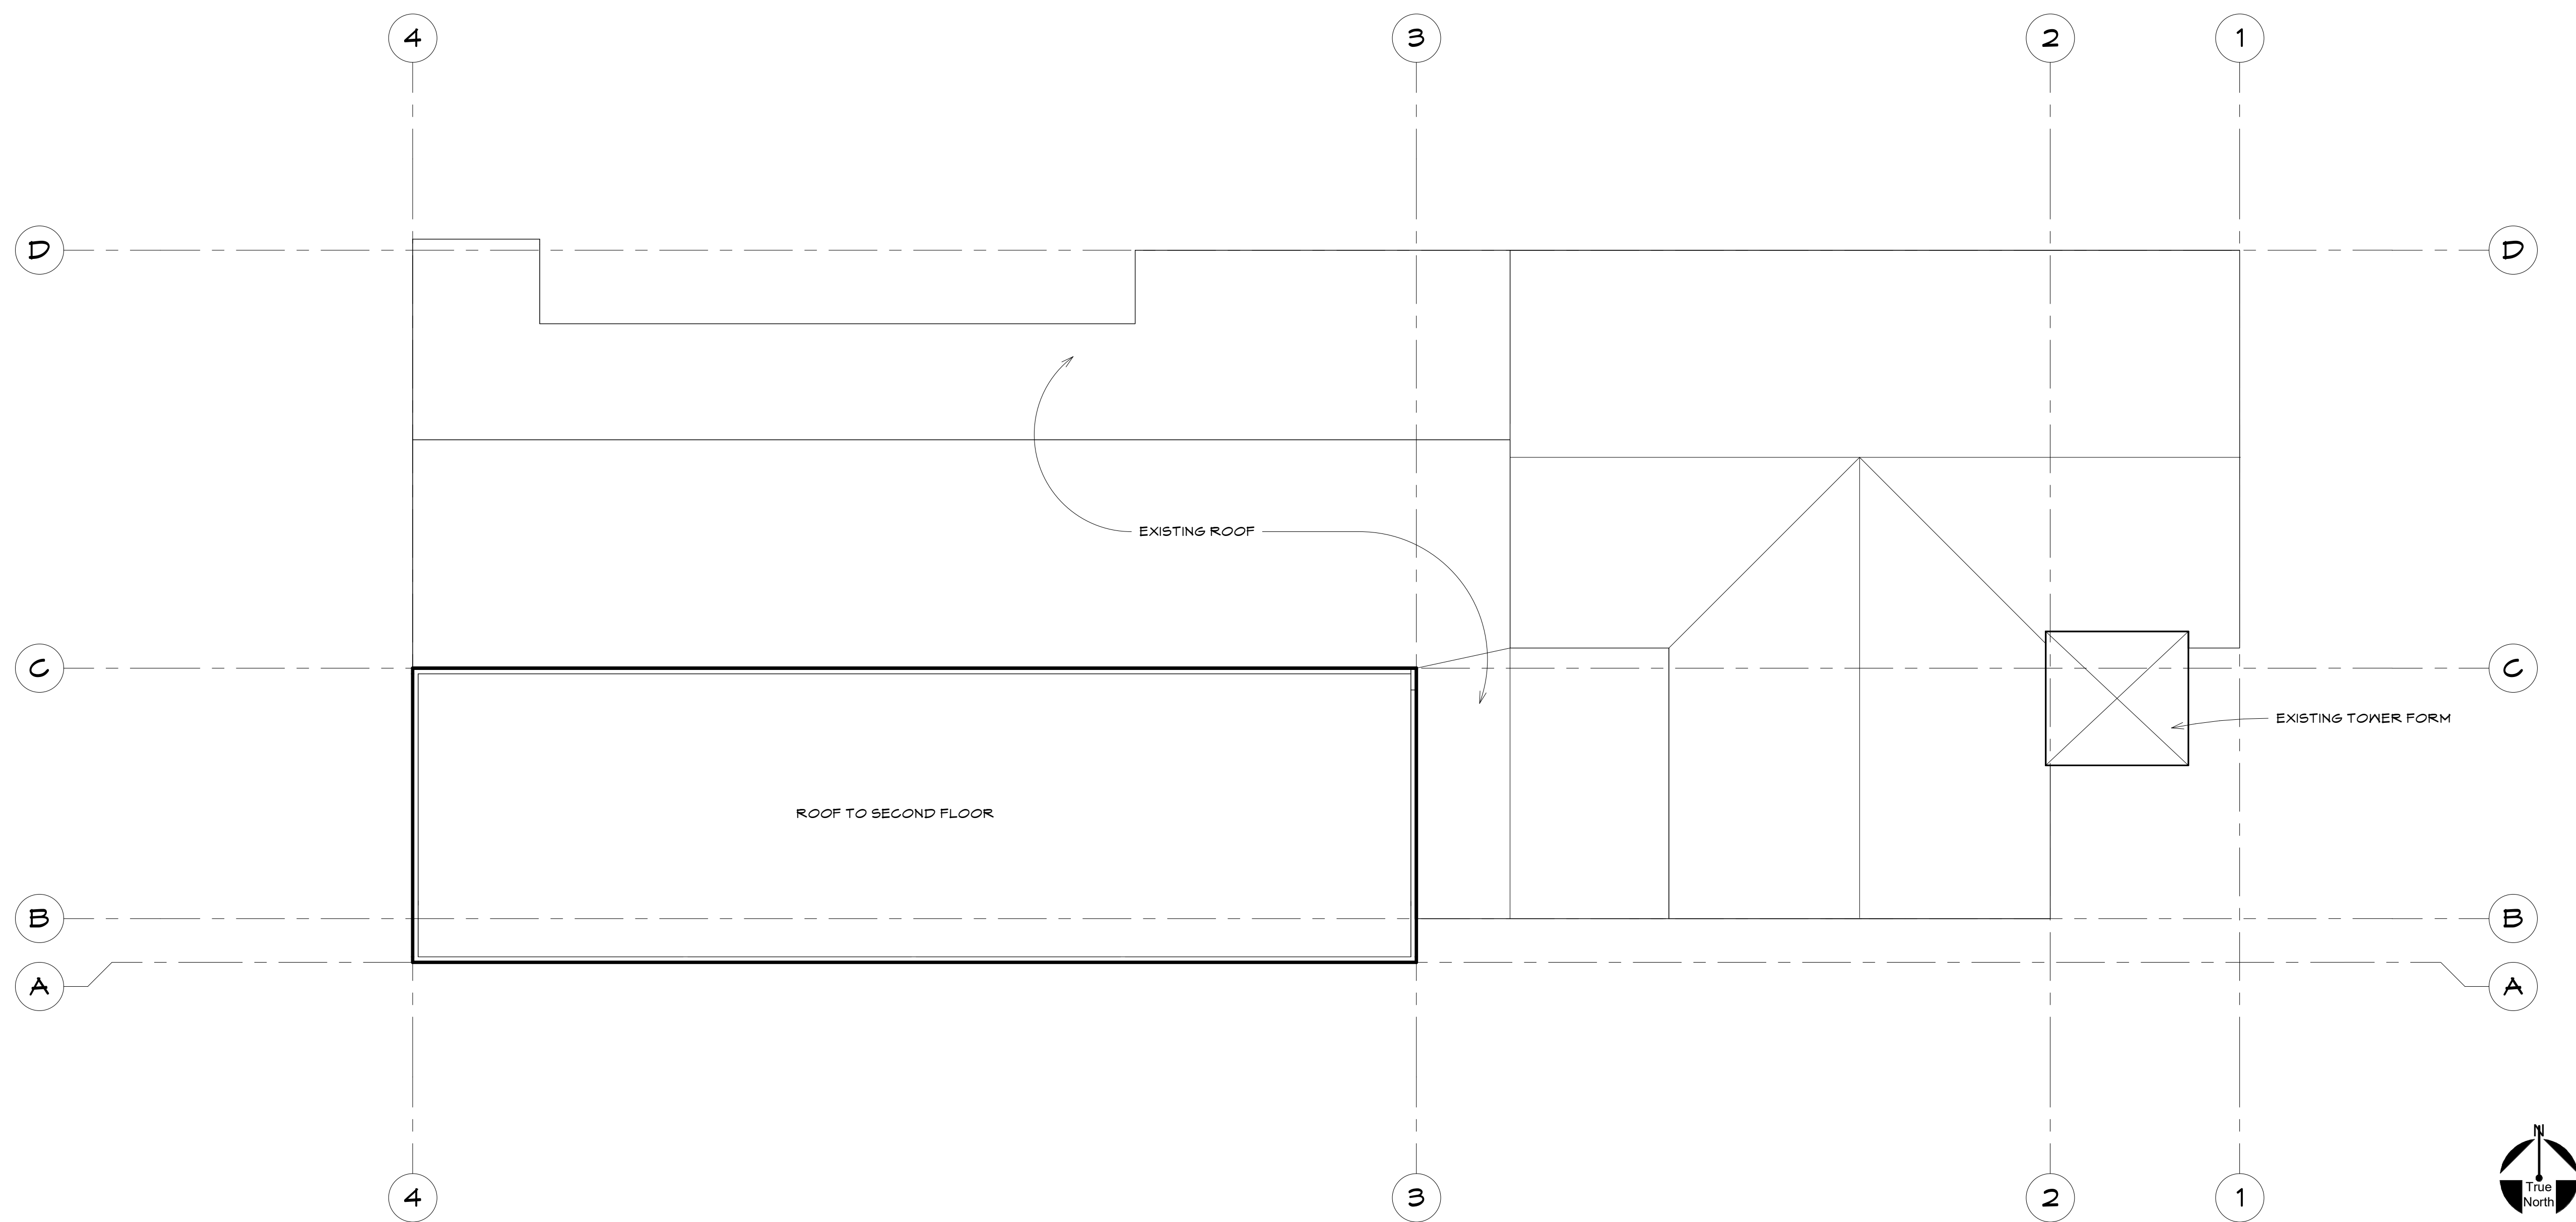 4
3
2
1
D
D
EXISTING ROOF
C
C
EXISTING TOWER FORM
ROOF TO SECOND FLOOR
B
B
A
A
N
True
North
4
3
2
1